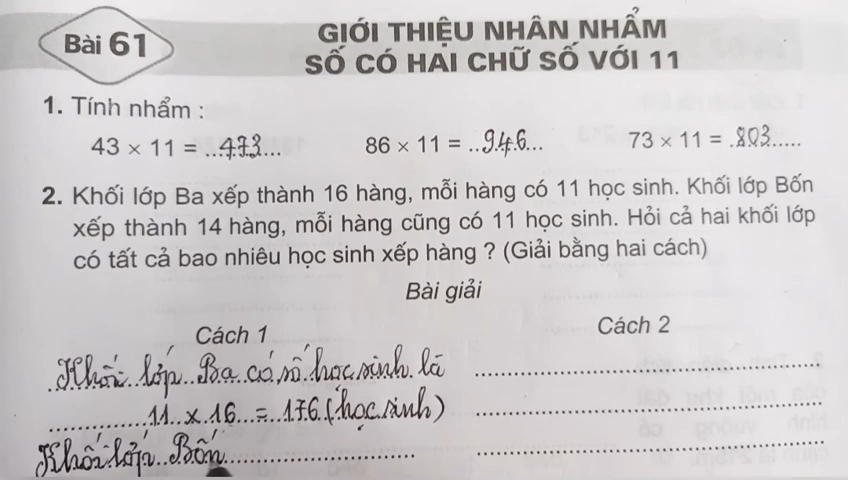 Bài 61
GIỚI THIỆU NHÂN NHẨM
SỐ CÓ HAI CHỮ SỐ VỚI 11
1. Tính nhẩm :
43 × 11 = ..473... 86 × 11 = ..946... 73 × 11 = .803.....
2. Khối lớp Ba xếp thành 16 hàng, mỗi hàng có 11 học sinh. Khối lớp Bốn
xếp thành 14 hàng, mỗi hàng cũng có 11 học sinh. Hỏi cả hai khối lớp
có tất cả bao nhiêu học sinh xếp hàng ? (Giải bằng hai cách)
Bài giải
Cách 1 Cách 2
Khối lớp Ba có số học sinh là
11 x 16 = 176 (học sinh)
Khối lớp Bốn